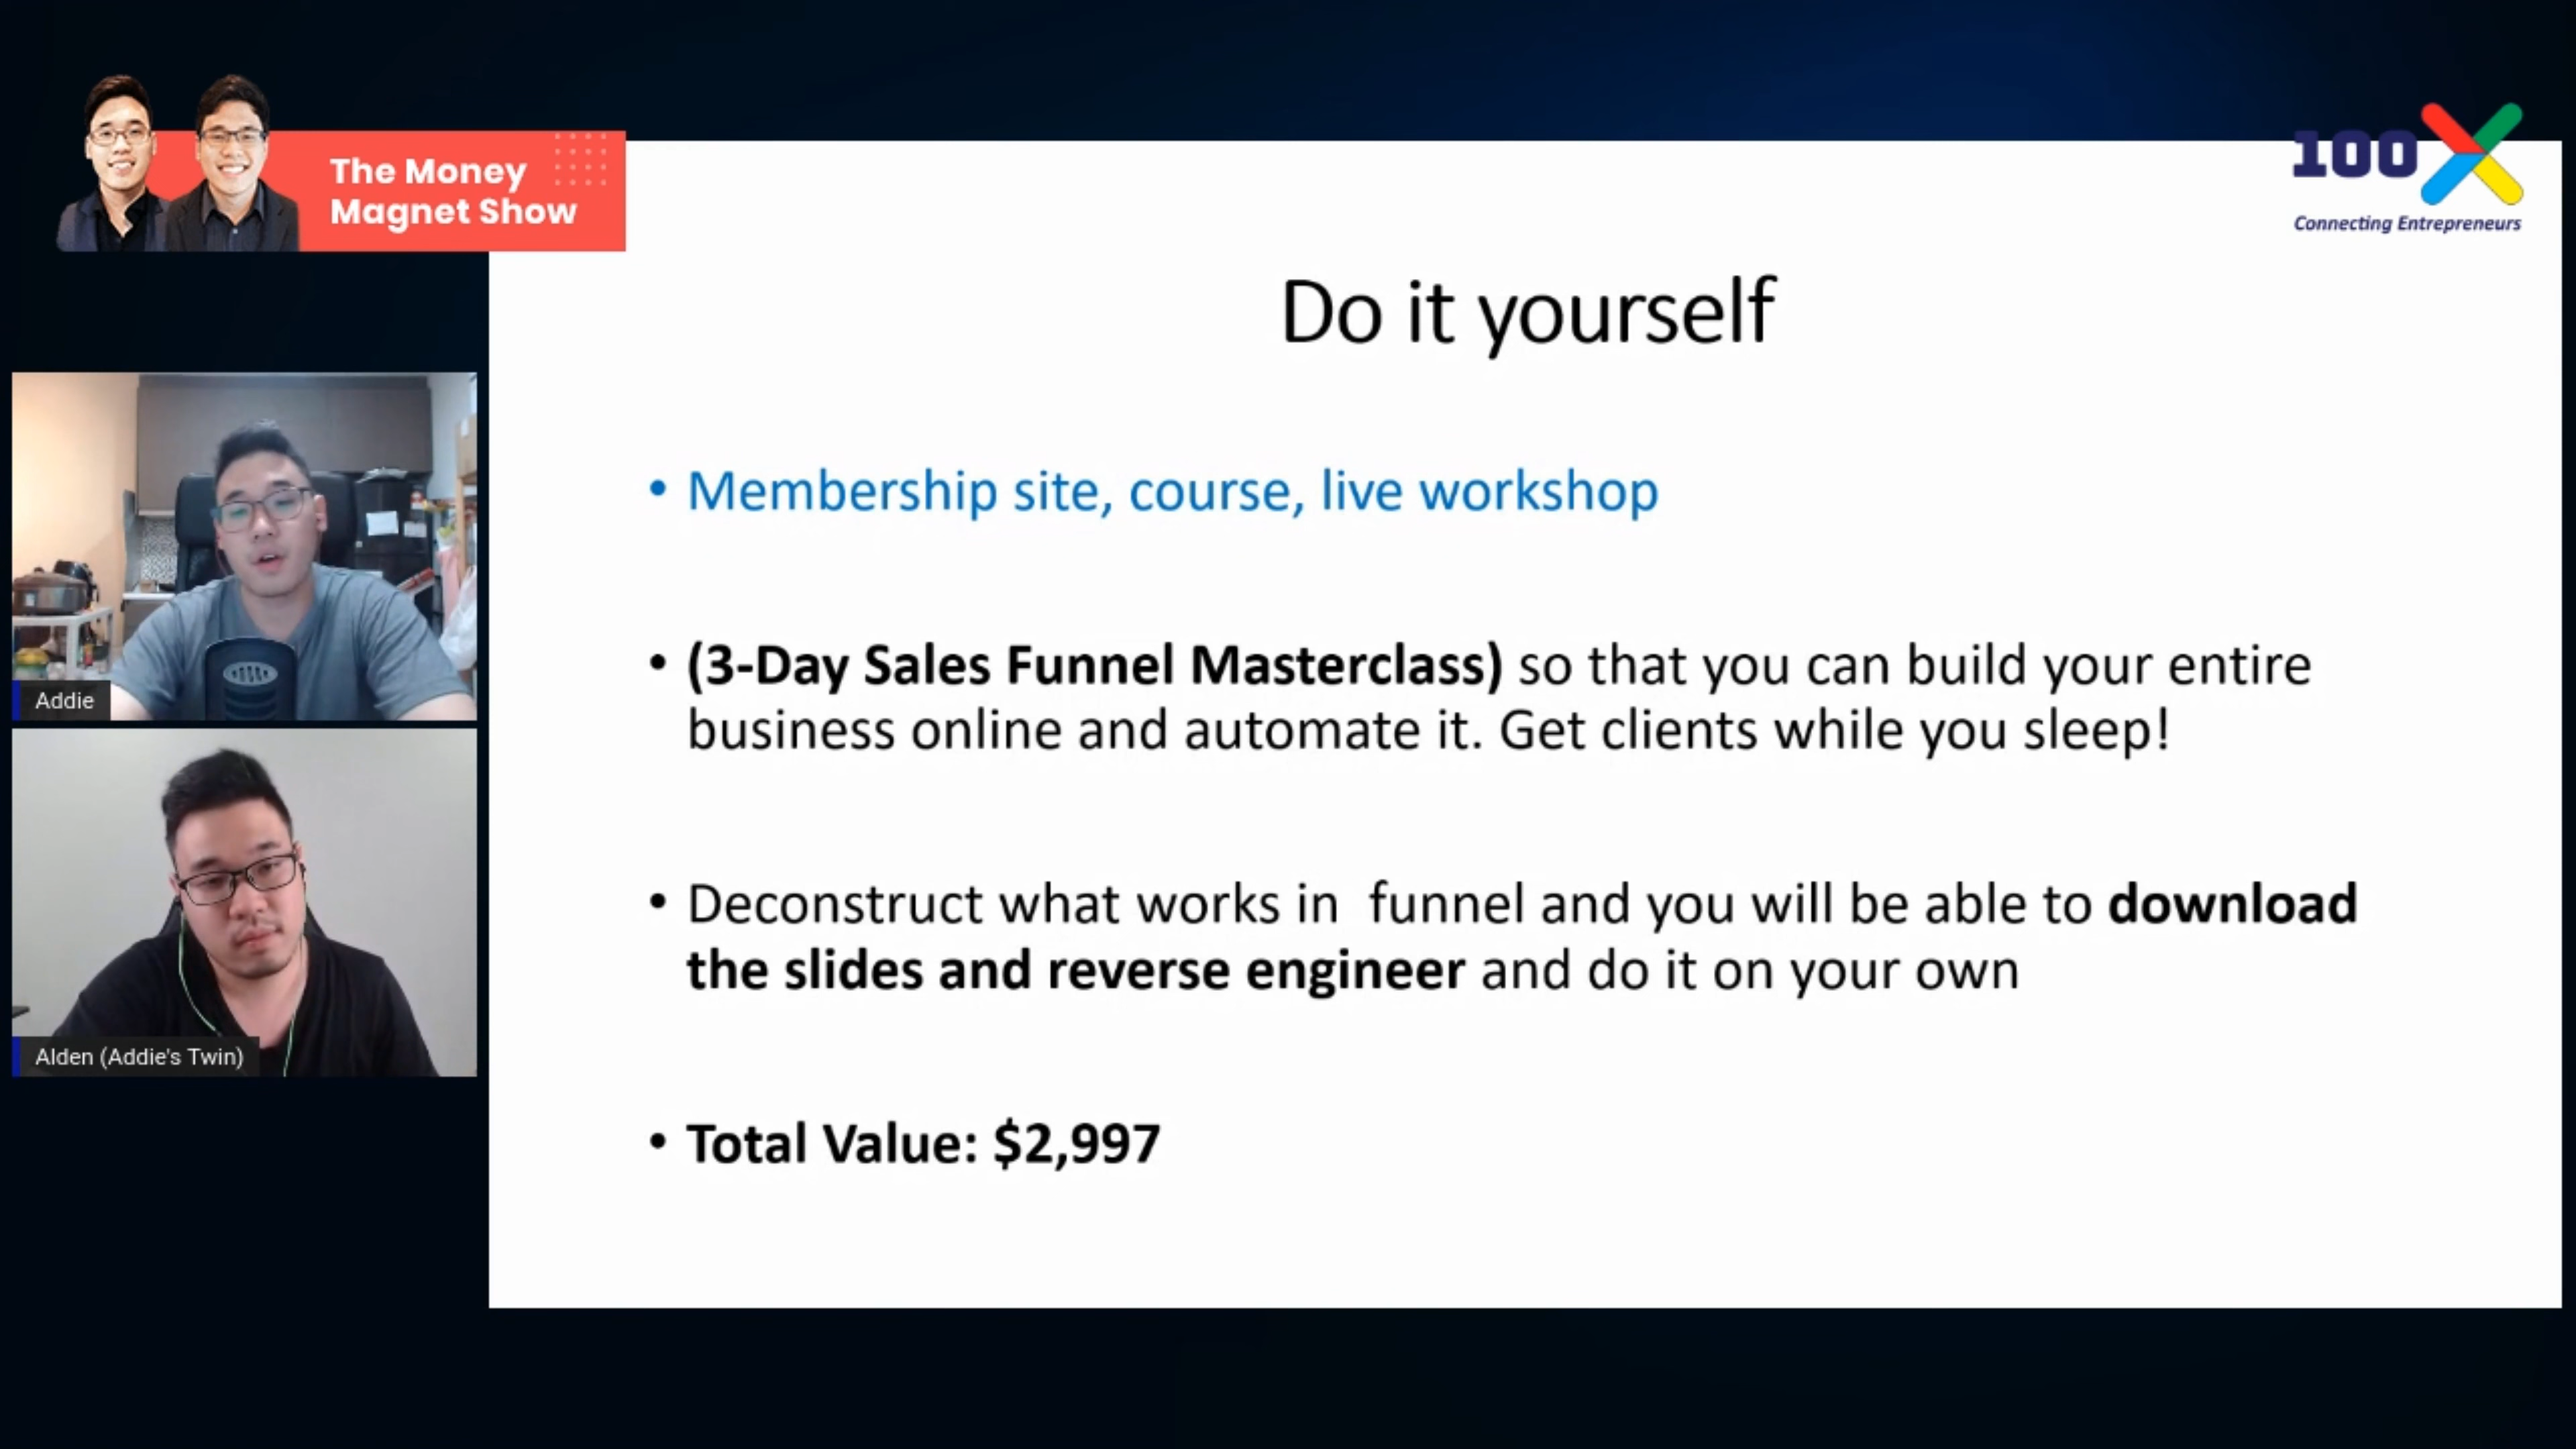 The Money
Magnet Show
100X
Connecting Entrepreneurs
Do it yourself
• Membership site, course, live workshop
• (3-Day Sales Funnel Masterclass) so that you can build your entire
business online and automate it. Get clients while you sleep!
• Deconstruct what works in  funnel and you will be able to download
the slides and reverse engineer and do it on your own
• Total Value: $2,997
Addie
Alden (Addie's Twin)